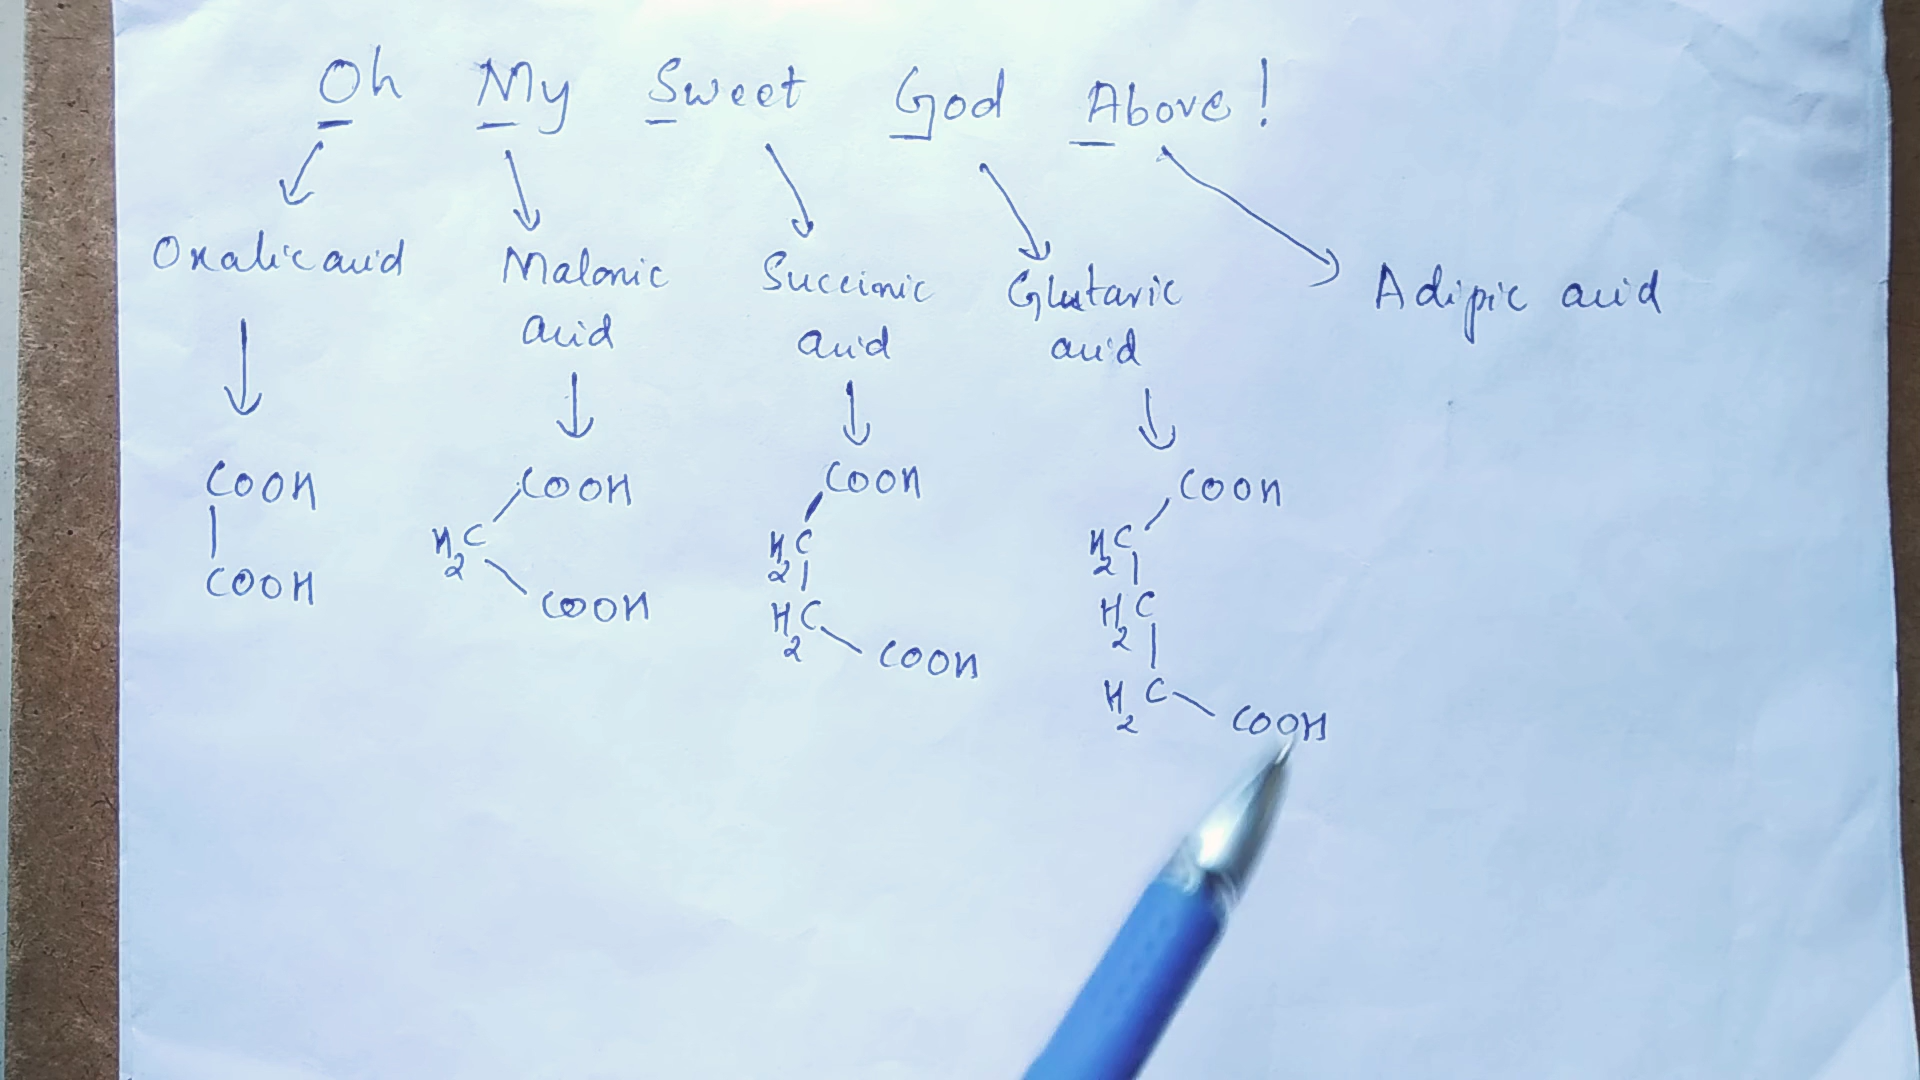 Oh My Sweet God Above!
Oxalic acid
Malonic
acid
Succinic
acid
Glutaric
acid
Adipic acid
COOH
COOH
COOH
H2C
COOH
COOH
H2C
H2C
COOH
COOH
H2C
H2C
H2C
COOH